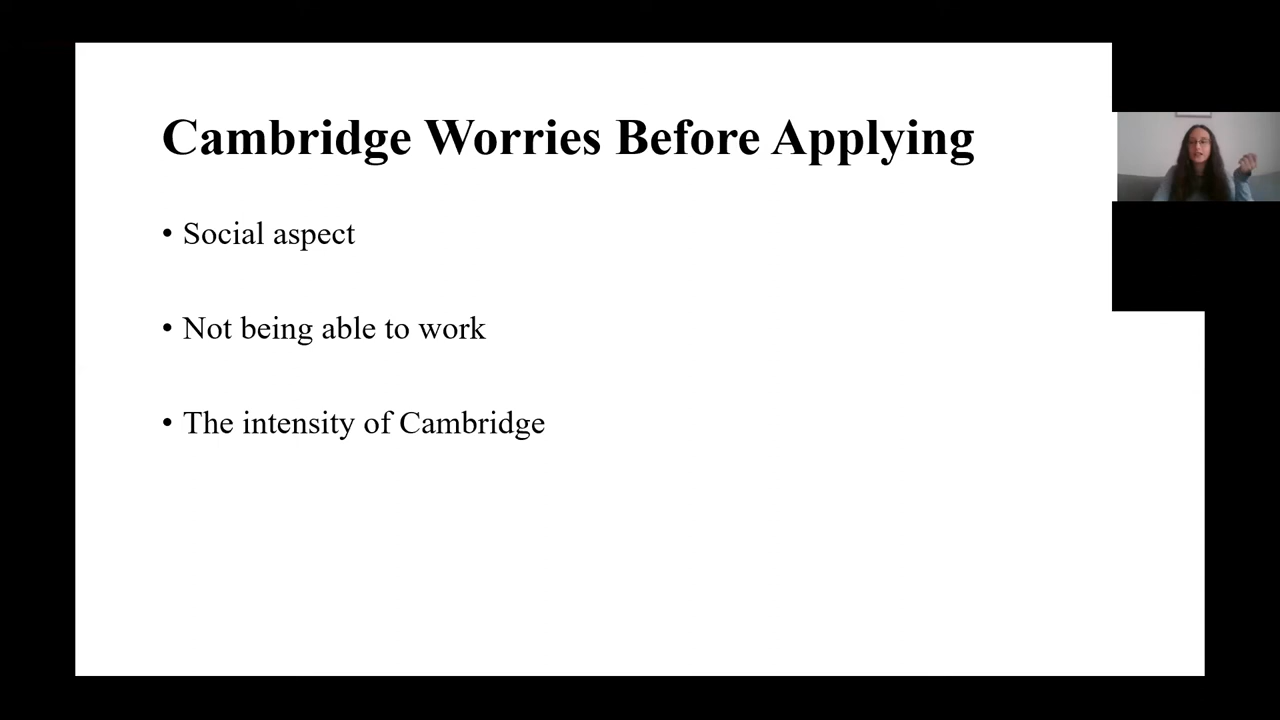 Cambridge Worries Before Applying
• Social aspect
• Not being able to work
• The intensity of Cambridge